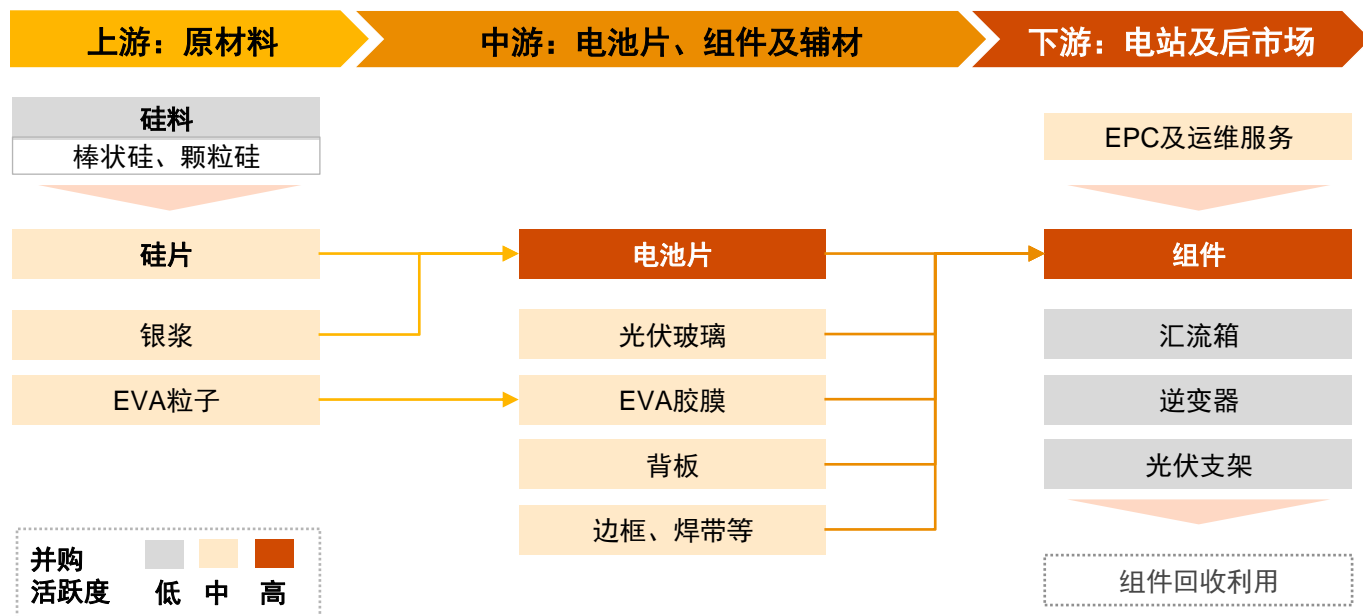 上游：原材料
中游：电池片、组件及辅材
下游：电站及后市场
硅料
棒状硅、颗粒硅
硅片
银浆
EVA粒子
电池片
光伏玻璃
EVA胶膜
背板
边框、焊带等
EPC及运维服务
组件
汇流箱
逆变器
光伏支架
组件回收利用
并购
活跃度
低 中 高